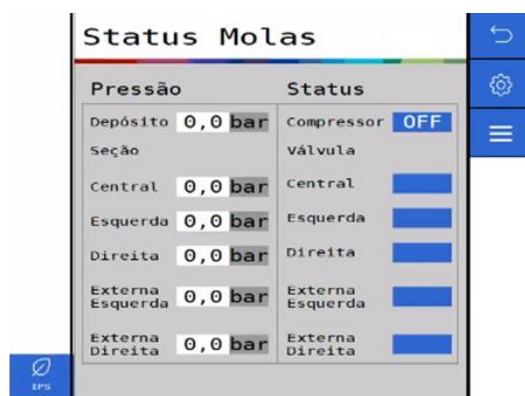 Status Molas
Pressão Status
Depósito 0,0 bar Compressor OFF
Seção Válvula
Central 0,0 bar Central
Esquerda 0,0 bar Esquerda
Direita 0,0 bar Direita
Externa Esquerda 0,0 bar Externa Esquerda
Externa Direita 0,0 bar Externa Direita
IPS